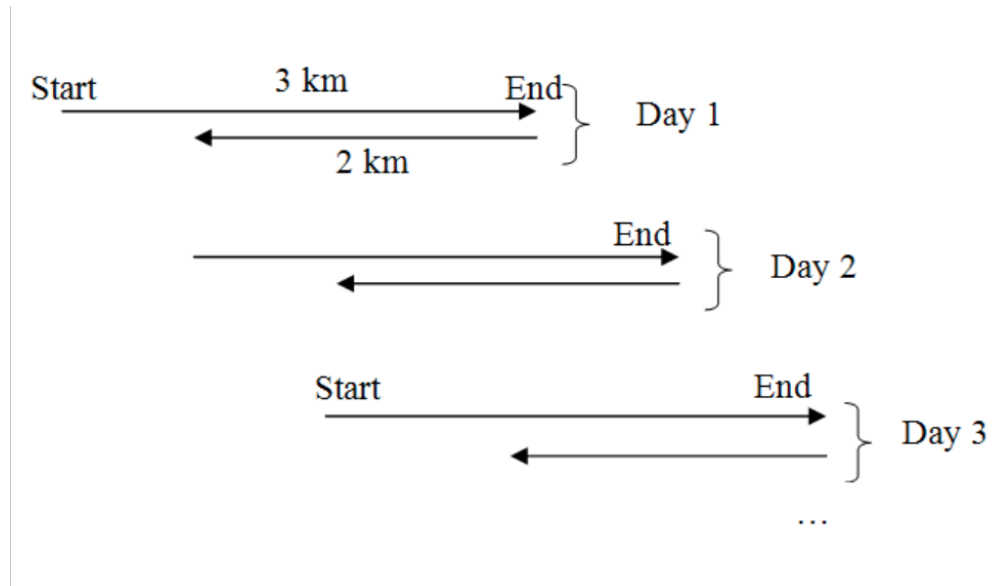 Start 3 km End Day 1
2 km
End Day 2
Start End Day 3
...